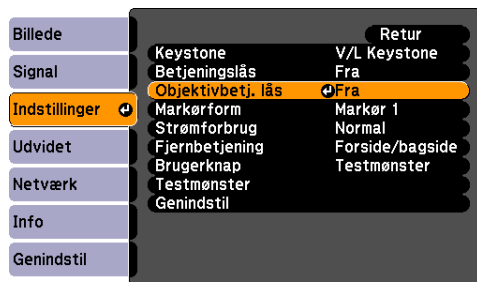 Billede
Signal
Indstillinger
Udvidet
Netværk
Info
Genindstil
Retur
Keystone V/L Keystone
Betjeningslås Fra
Objektivbetj. lås Fra
Markørform Markør 1
Strømforbrug Normal
Fjernbetjening Forside/bagside
Brugerknap Testmønster
Testmønster
Genindstil